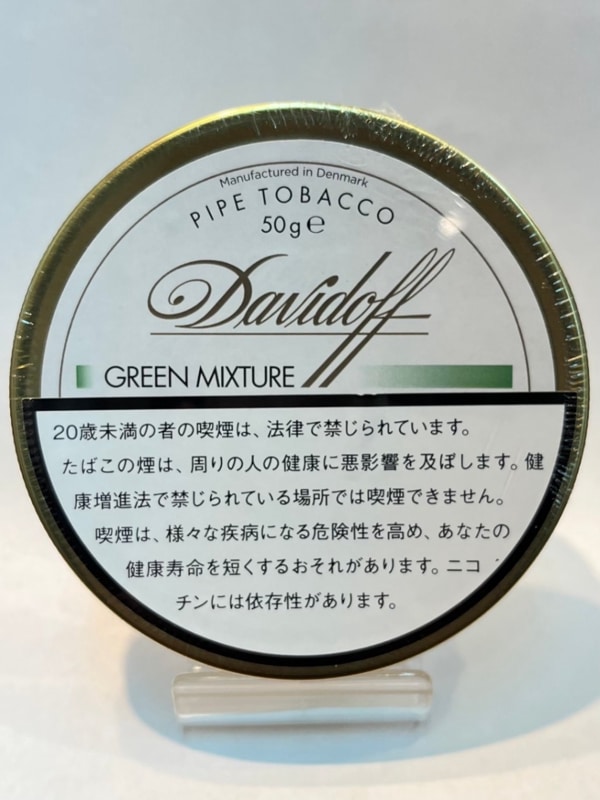 Manufactured in Denmark
PIPE TOBACCO
50g℮
Davidoff
GREEN MIXTURE
20歳未満の者の喫煙は、法律で禁じられています。
たばこの煙は、周りの人の健康に悪影響を及ぼします。健
康増進法で禁じられている場所では喫煙できません。
喫煙は、様々な疾病になる危険性を高め、あなたの
健康寿命を短くするおそれがあります。ニコ
チンには依存性があります。